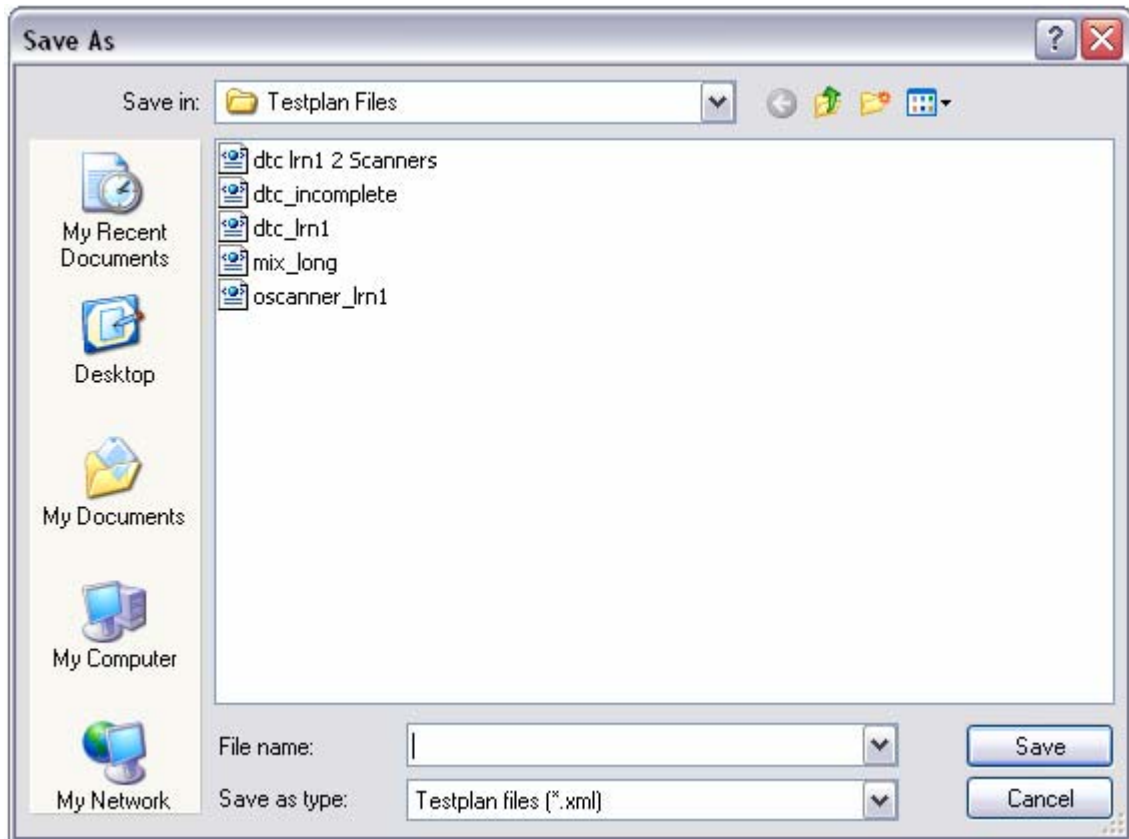 Save As
Save in: Testplan Files
My Recent
Documents
Desktop
My Documents
My Computer
My Network
dtc lrn1 2 Scanners
dtc_incomplete
dtc_lrn1
mix_long
oscanner_lrn1
File name:
Save
Save as type: Testplan files (*.xml)
Cancel